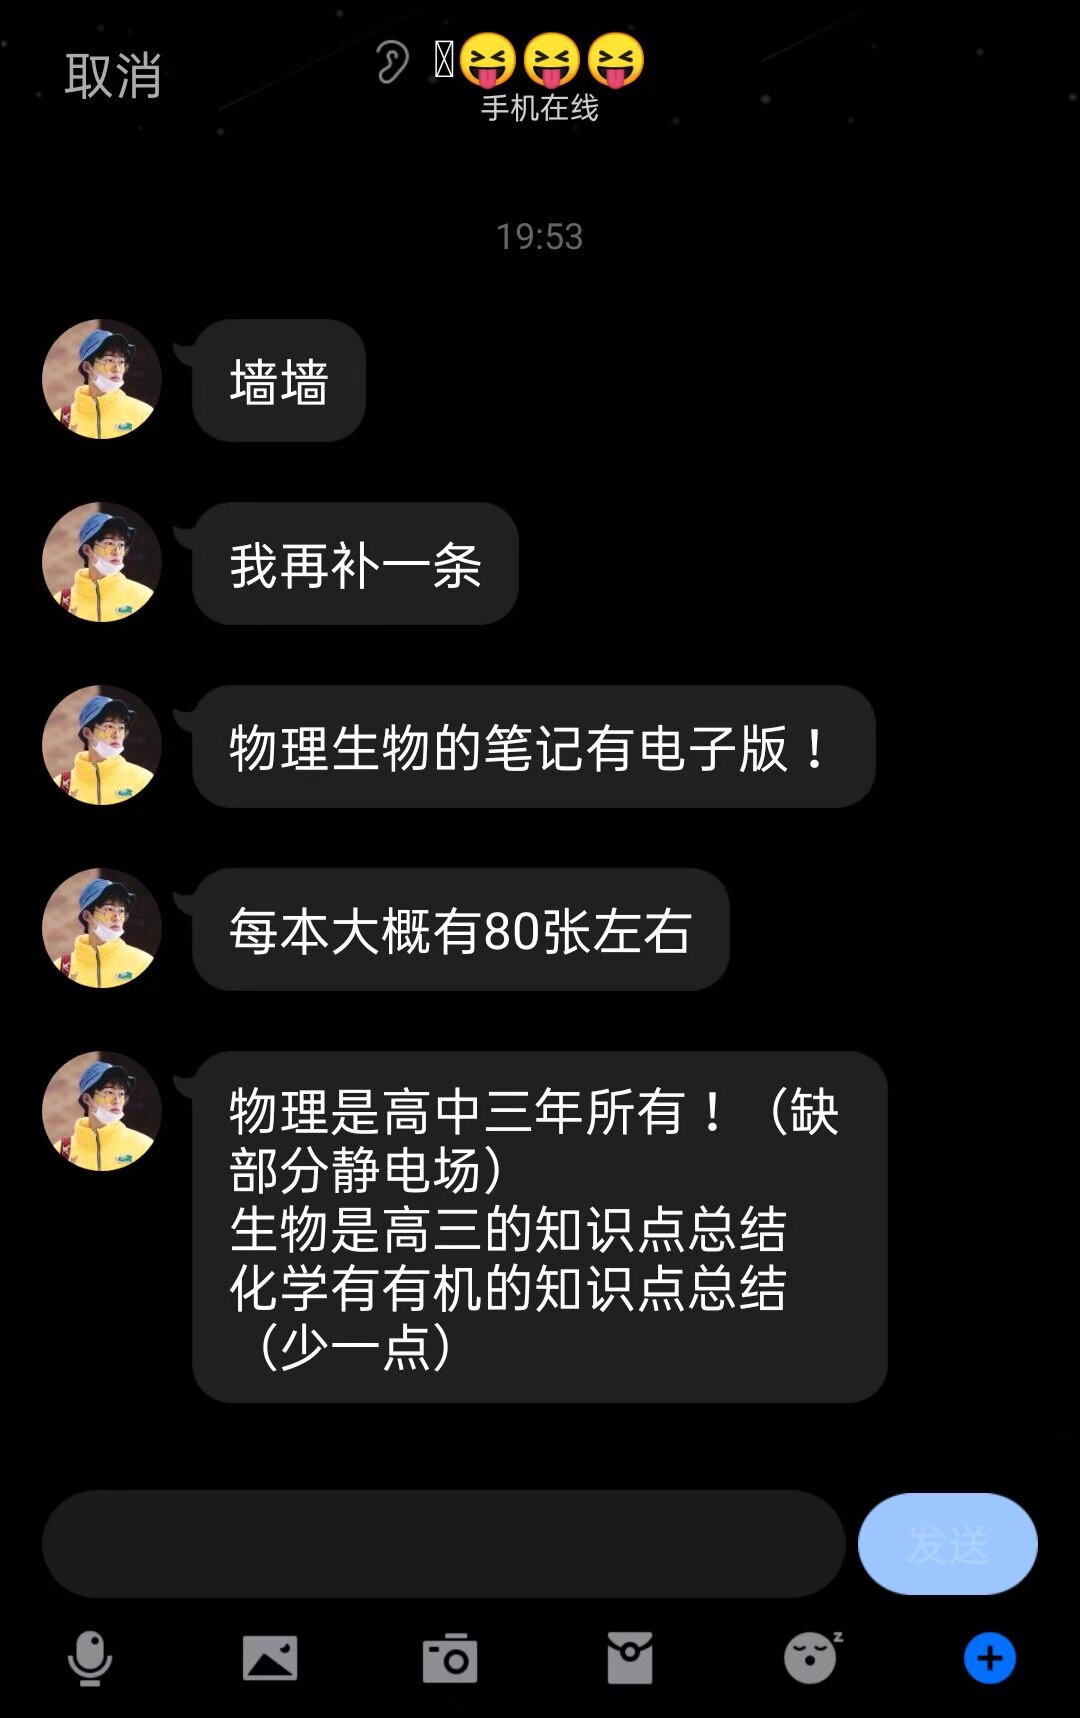 取消
😝😝😝
手机在线
19:53
墙墙
我再补一条
物理生物的笔记有电子版！
每本大概有80张左右
物理是高中三年所有！（缺
部分静电场）
生物是高三的知识点总结
化学有有机的知识点总结
（少一点）
发送